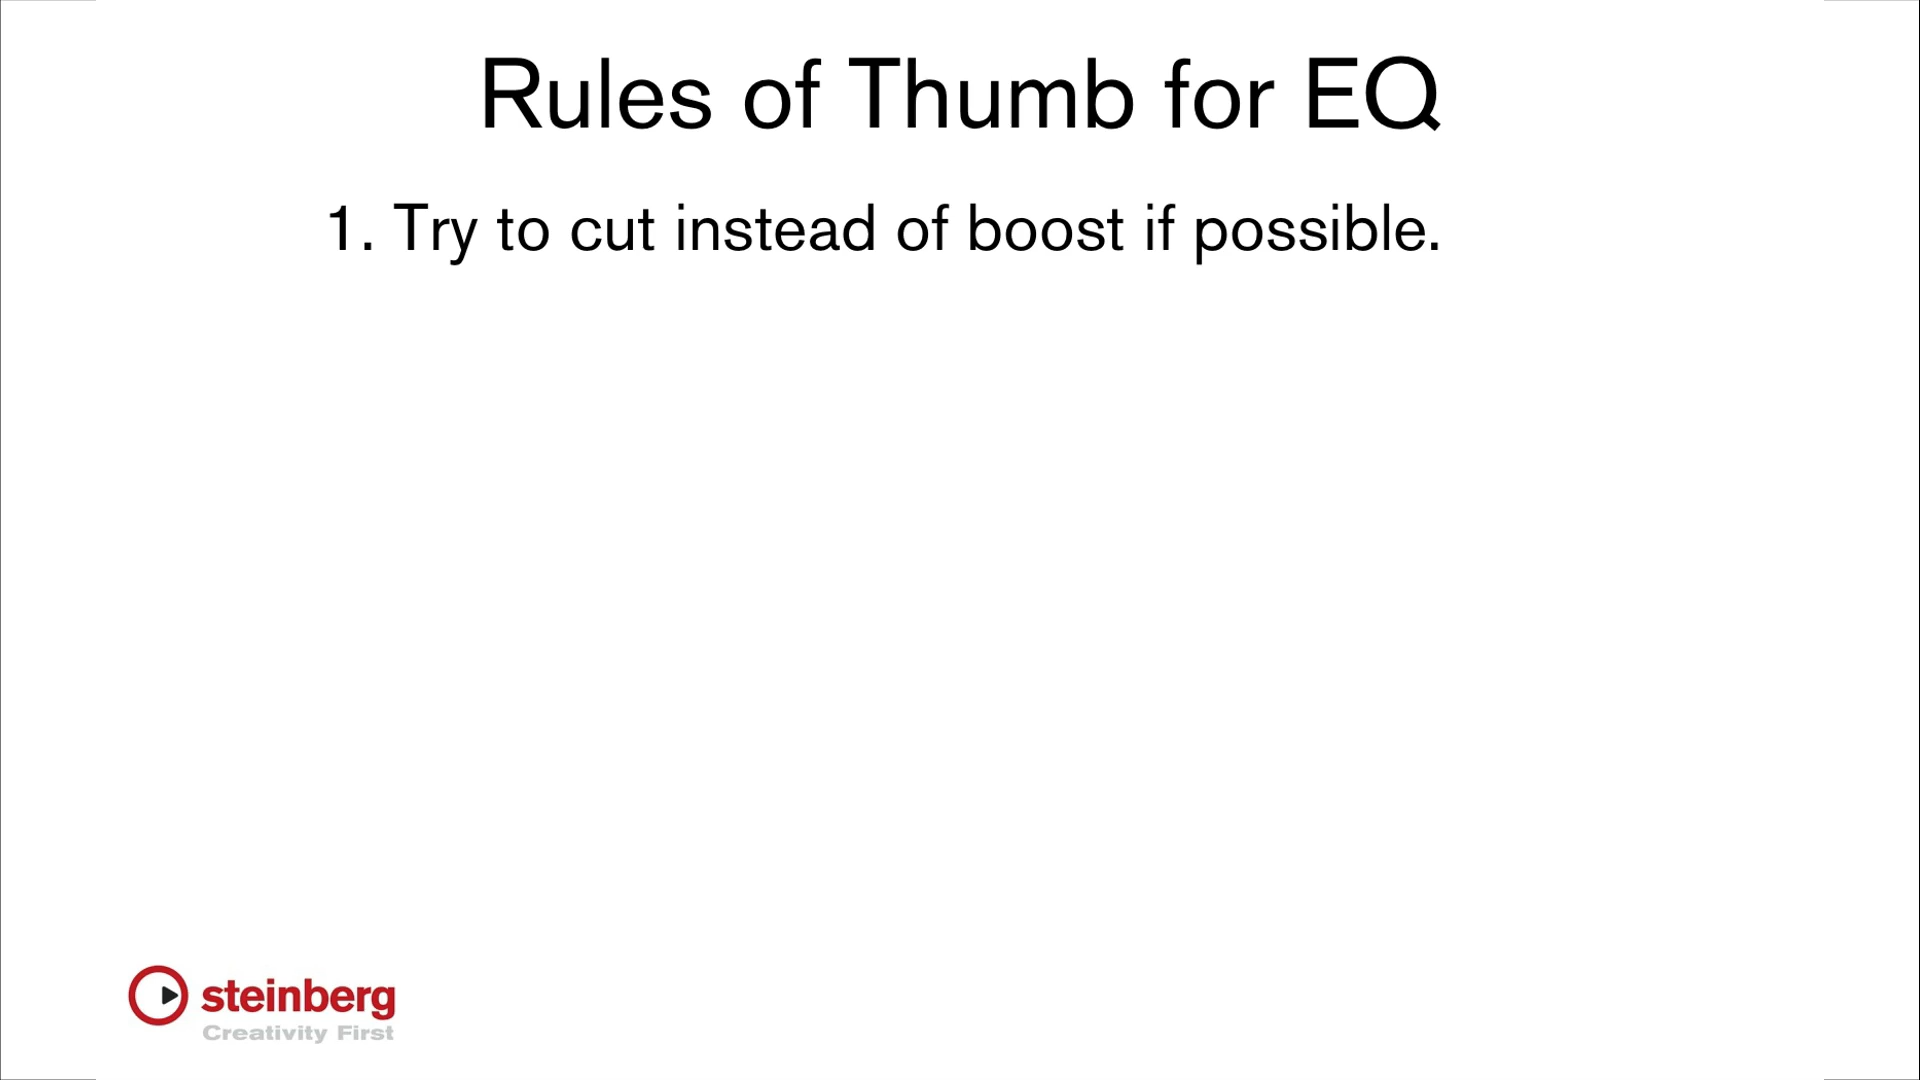 Rules of Thumb for EQ
1. Try to cut instead of boost if possible.
steinberg
Creativity First